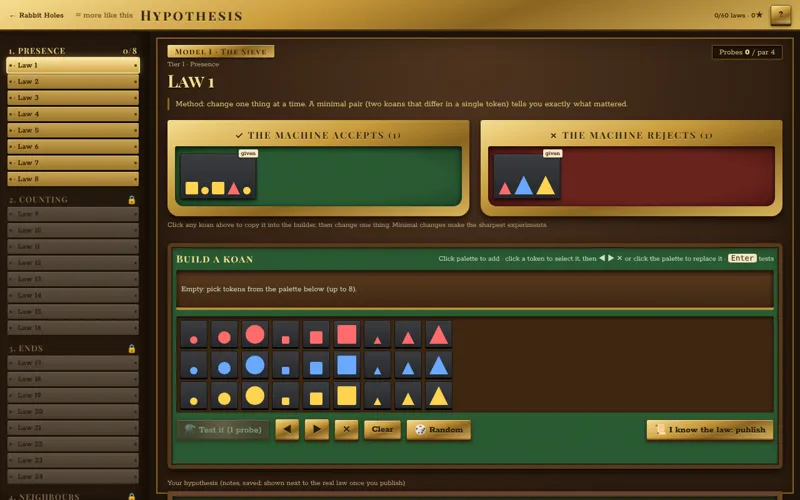 ← Rabbit Holes
= more like this
Hypothesis
0/60 laws · 0★
?
1. Presence 0/8
Law 1
Law 2
Law 3
Law 4
Law 5
Law 6
Law 7
Law 8
2. Counting
Law 9
Law 10
Law 11
Law 12
Law 13
Law 14
Law 15
Law 16
3. Ends
Law 17
Law 18
Law 19
Law 20
Law 21
Law 22
Law 23
Law 24
4. Neighbours
Model I · The Sieve
Probes 0 / par 4
Tier 1 · Presence
Law 1
Method: change one thing at a time. A minimal pair (two koans that differ in a single token) tells you exactly what mattered.
✓ The Machine Accepts (1)
given
✕ The Machine Rejects (1)
given
Click any koan above to copy it into the builder, then change one thing. Minimal changes make the sharpest experiments.
Build a koan
Click palette to add · click a token to select it, then ◀ ▶ ✕ or click the palette to replace it · Enter tests
Empty: pick tokens from the palette below (up to 8).
Test it (1 probe)
◀
▶
✕
Clear
Random
I know the law: publish
Your hypothesis (notes, saved; shown next to the real law once you publish)